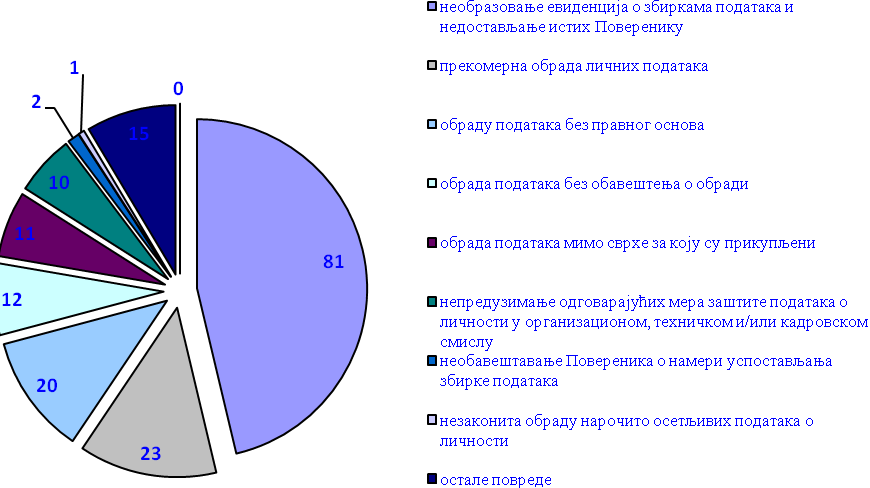 необразовање евиденција о збиркама података и
недостављање истих Поверенику
прекомерна обрада личних података
обраду података без правног основа
обрада података без обавештења о обради
обрада података мимо сврхе за коју су прикупљени
непредузимање одговарајућих мера заштите података о
личности у организационом, техничком и/или кадровском
смислу
необавештавање Повереника о намери успостављања
збирке података
незаконита обраду нарочито осетљивих података о
личности
остале повреде
0
1
2
15
10
11
12
20
23
81